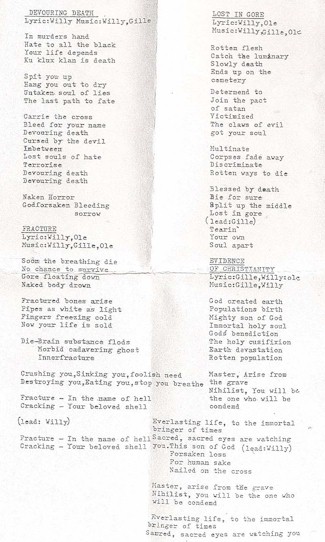 DEVOURING DEATH
Lyric:Willy Music:Willy,Gille
In murders hand
Hate to all the black
Your life depends
Ku klux klan is death
Spit you up
Hang you out to dry
Outaken soul of lies
The last path to fate
Carrie the cross
Bleed for your name
Devouring death
Cursed by the devil
Imbetween
Lost souls of hate
Terrorise
Devouring death
Devouring death
Naken Horror
Godforsaken Bleeding
sorrow
FRACTURE
Lyric:Willy,Ole
Music:Willy,Gille,Ole
Soon the breathing die
No chance to survive
Gore floating down
Naked body drown
Fractured bones arise
Pipes as white as light
Fingers freezing cold
Now your life is sold
Die-Brain substance flods
Morbid cadavering ghost
Innerfracture
Crushing you,Sinking you,foolish need
Destroying you,Eating you,stop you breathe
Fracture - In the name of hell
Cracking - Your beloved shell
(lead: Willy)
Fracture - In the name of hell
Cracking - Your beloved shell
LOST IN GORE
Lyric:Willy,Ole
Music:Willy,Gille,Ole
Rotten flesh
Catch the luminary
Slowly death
Ends up on the
cemetery
Determend to
Join the pact
of satan
Victimized
The claws of evil
got your soul
Multinate
Corpses fade away
Discriminate
Rotten ways to die
Blessed by death
Die for sure
Split up the middle
Lost in gore
(lead:Gille)
Tearin'
Your own
Soul apart
EVIDENCE
OF CHRISTIANITY
Lyric:Gille,Willy:olc
Music:Gille,Willy
God created earth
Populations birth
Mighty son of God
Immortal holy soul
Gods benediction
The holy cusifixion
Earth devastation
Rotten population
Master, Arise from
the grave
Nihilist, You will be
the one who will be
condemd
Everlasting life, to the immortal
bringer of times
Sacred, sacred eyes are watching
you.This son of God (lead:Willy)
Forsaken lose
For human sake
Nailed on the cross
Master, arise from the grave
Nihilist, you will be the one who
will be condemd
Everlasting life, to the immortal
bringer of times
Sacred, sacred eyes are watching you